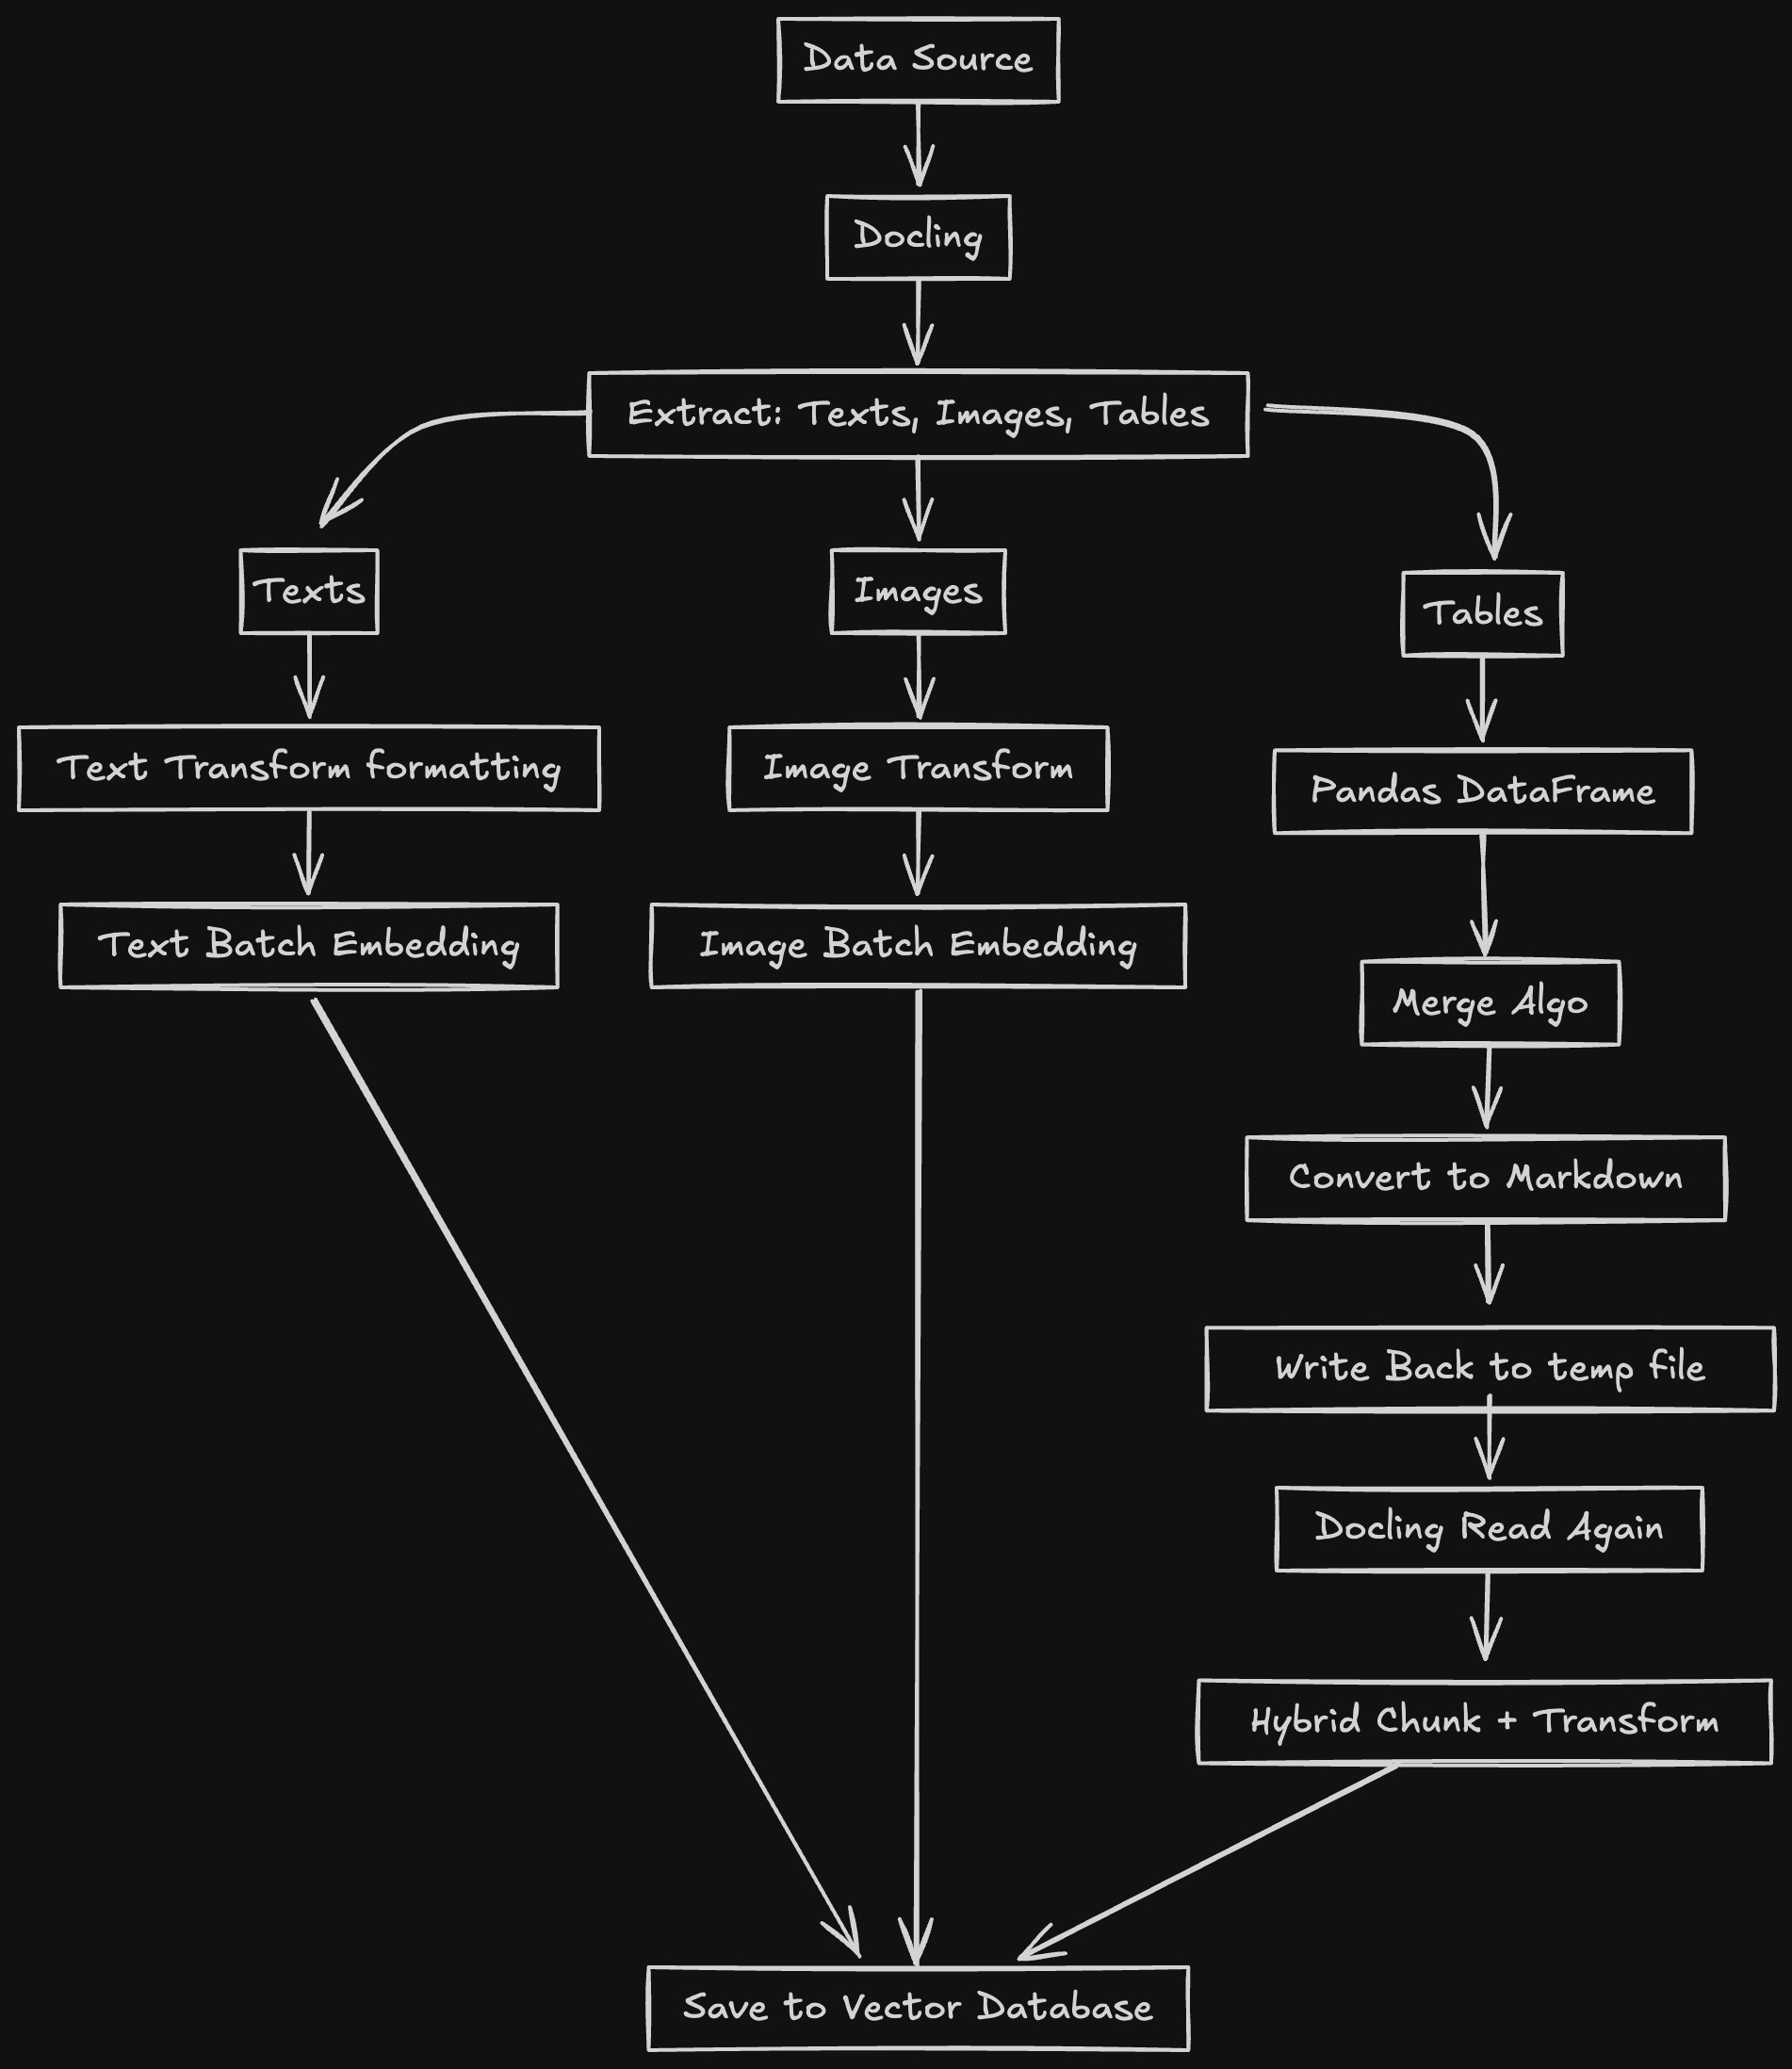 Data Source
Docling
Extract: Texts, Images, Tables
Texts
Images
Tables
Text Transform formatting
Image Transform
Pandas DataFrame
Text Batch Embedding
Image Batch Embedding
Merge Algo
Convert to Markdown
Write Back to temp file
Docling Read Again
Hybrid Chunk + Transform
Save to Vector Database